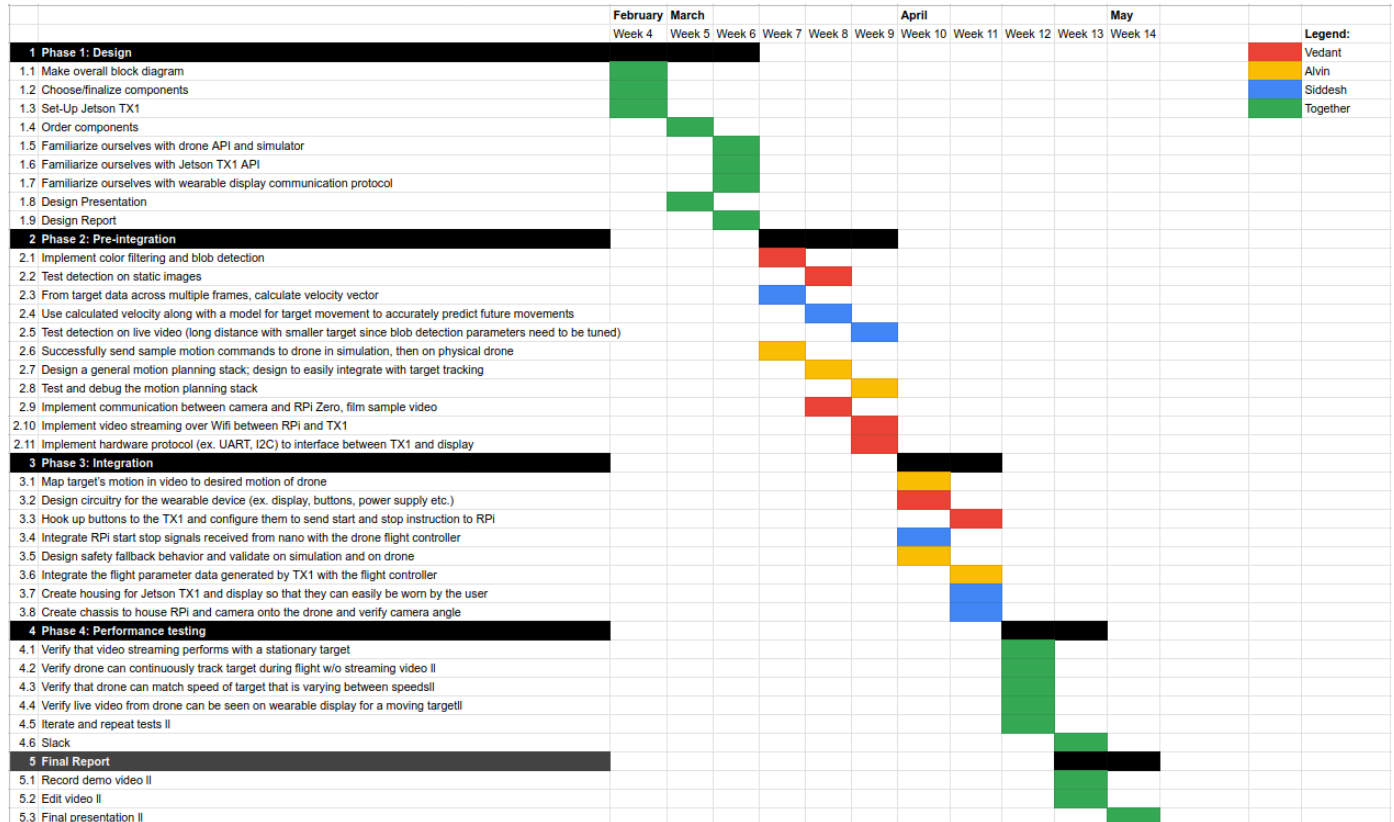 February March April May
Week 4 Week 5 Week 6 Week 7 Week 8 Week 9 Week 10 Week 11 Week 12 Week 13 Week 14 Legend:
1 Phase 1: Design Vedant
1.1 Make overall block diagram Alvin
1.2 Choose/finalize components Siddesh
1.3 Set-Up Jetson TX1 Together
1.4 Order components
1.5 Familiarize ourselves with drone API and simulator
1.6 Familiarize ourselves with Jetson TX1 API
1.7 Familiarize ourselves with wearable display communication protocol
1.8 Design Presentation
1.9 Design Report
2 Phase 2: Pre-integration
2.1 Implement color filtering and blob detection
2.2 Test detection on static images
2.3 From target data across multiple frames, calculate velocity vector
2.4 Use calculated velocity along with a model for target movement to accurately predict future movements
2.5 Test detection on live video (long distance with smaller target since blob detection parameters need to be tuned)
2.6 Successfully send sample motion commands to drone in simulation, then on physical drone
2.7 Design a general motion planning stack; design to easily integrate with target tracking
2.8 Test and debug the motion planning stack
2.9 Implement communication between camera and RPi Zero, film sample video
2.10 Implement video streaming over Wifi between RPi and TX1
2.11 Implement hardware protocol (ex. UART, I2C) to interface between TX1 and display
3 Phase 3: Integration
3.1 Map target's motion in video to desired motion of drone
3.2 Design circuitry for the wearable device (ex. display, buttons, power supply etc.)
3.3 Hook up buttons to the TX1 and configure them to send start and stop instruction to RPi
3.4 Integrate RPi start stop signals received from nano with the drone flight controller
3.5 Design safety fallback behavior and validate on simulation and on drone
3.6 Integrate the flight parameter data generated by TX1 with the flight controller
3.7 Create housing for Jetson TX1 and display so that they can easily be worn by the user
3.8 Create chassis to house RPi and camera onto the drone and verify camera angle
4 Phase 4: Performance testing
4.1 Verify that video streaming performs with a stationary target
4.2 Verify drone can continuously track target during flight w/o streaming video ll
4.3 Verify that drone can match speed of target that is varying between speedsll
4.4 Verify live video from drone can be seen on wearable display for a moving targetll
4.5 Iterate and repeat tests ll
4.6 Slack
5 Final Report
5.1 Record demo video ll
5.2 Edit video ll
5.3 Final presentation ll